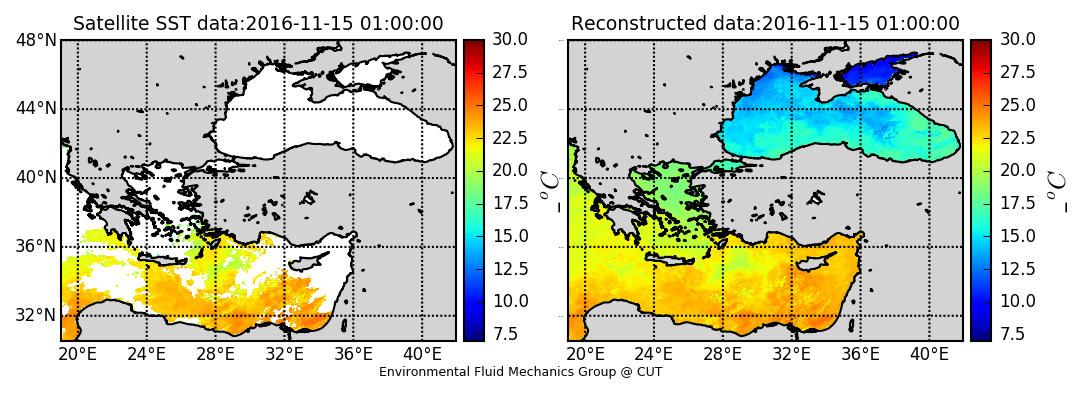 Satellite SST data:2016-11-15 01:00:00
48°N
44°N
40°N
36°N
32°N
20°E 24°E 28°E 32°E 36°E 40°E
30.0
27.5
25.0
22.5
20.0
17.5
15.0
12.5
10.0
7.5
_°C
Reconstructed data:2016-11-15 01:00:00
20°E 24°E 28°E 32°E 36°E 40°E
30.0
27.5
25.0
22.5
20.0
17.5
15.0
12.5
10.0
7.5
_°C
Environmental Fluid Mechanics Group @ CUT